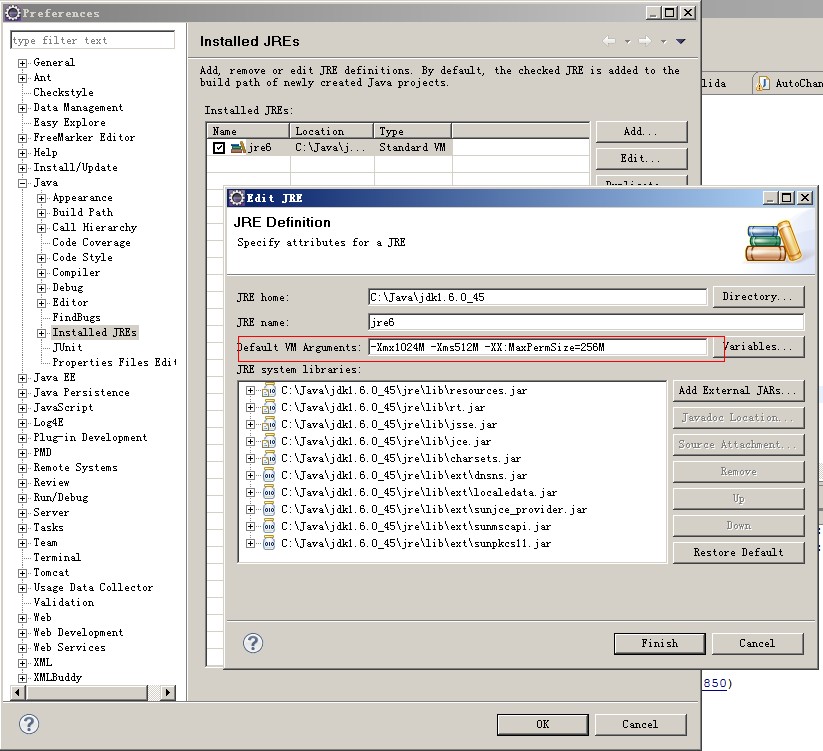 Preferences
type filter text
General
Ant
Checkstyle
Data Management
Easy Explore
FreeMarker Editor
Help
Install/Update
Java
Appearance
Build Path
Call Hierarchy
Code Coverage
Code Style
Compiler
Debug
Editor
FindBugs
Installed JREs
JUnit
Properties Files Edi
Java EE
Java Persistence
JavaScript
Log4E
Plug-in Development
PMD
Remote Systems
Review
Run/Debug
Server
Tasks
Team
Terminal
Tomcat
Usage Data Collector
Validation
Web
Web Development
Web Services
XML
XMLBuddy
Installed JREs
Add, remove or edit JRE definitions. By default, the checked JRE is added to the
build path of newly created Java projects.
Installed JREs:
Name Location Type
jre6 C:\Java\j... Standard VM
Add...
Edit...
Duplicate...
Edit JRE
JRE Definition
Specify attributes for a JRE
JRE home: C:\Java\jdk1.6.0_45 Directory...
JRE name: jre6
Default VM Arguments: -Xmx1024M -Xms512M -XX:MaxPermSize=256M Variables...
JRE system libraries:
C:\Java\jdk1.6.0_45\jre\lib\resources.jar
C:\Java\jdk1.6.0_45\jre\lib\rt.jar
C:\Java\jdk1.6.0_45\jre\lib\jsse.jar
C:\Java\jdk1.6.0_45\jre\lib\jce.jar
C:\Java\jdk1.6.0_45\jre\lib\charsets.jar
C:\Java\jdk1.6.0_45\jre\lib\ext\dnsns.jar
C:\Java\jdk1.6.0_45\jre\lib\ext\localedata.jar
C:\Java\jdk1.6.0_45\jre\lib\ext\sunjce_provider.jar
C:\Java\jdk1.6.0_45\jre\lib\ext\sunmscapi.jar
C:\Java\jdk1.6.0_45\jre\lib\ext\sunpkcs11.jar
Add External JARs...
Javadoc Location...
Source Attachment...
Remove
Up
Down
Restore Default
Finish Cancel
OK Cancel
lida
AutoChan
850)